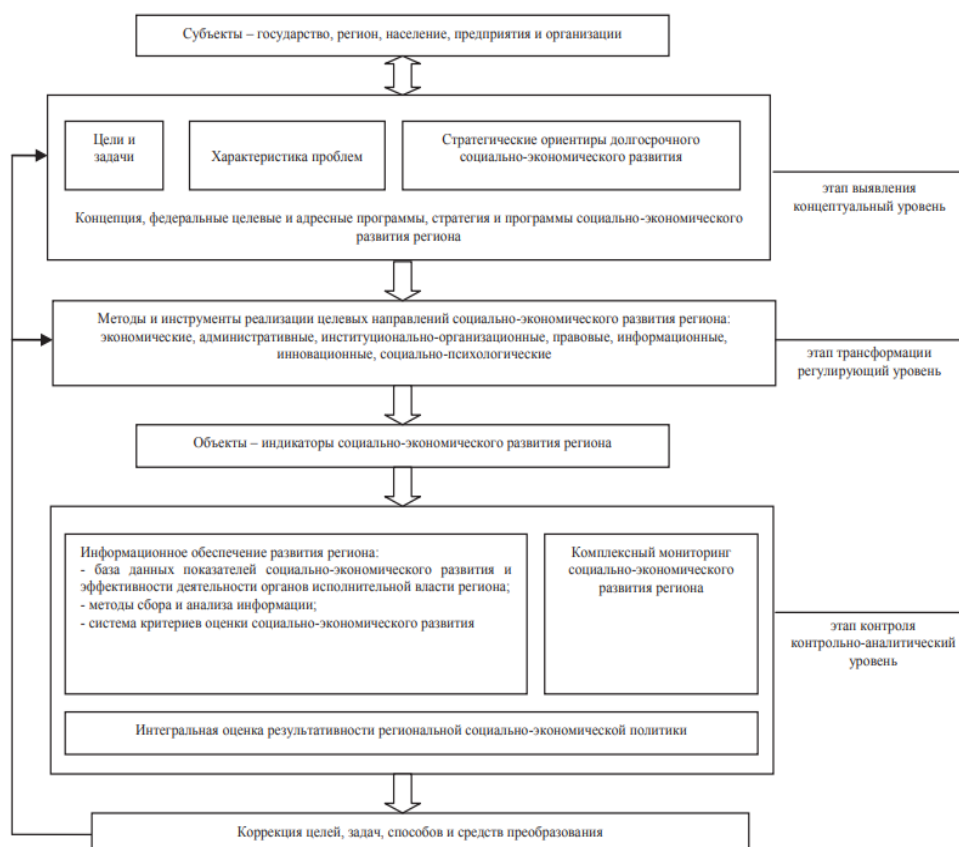 Субъекты – государство, регион, население, предприятия и организации
Цели и
задачи
Характеристика проблем
Стратегические ориентиры долгосрочного
социально-экономического развития
Концепция, федеральные целевые и адресные программы, стратегия и программы социально-экономического
развития региона
этап выявления
концептуальный уровень
Методы и инструменты реализации целевых направлений социально-экономического развития региона:
экономические, административные, институционально-организационные, правовые, информационные,
инновационные, социально-психологические
этап трансформации
регулирующий уровень
Объекты – индикаторы социально-экономического развития региона
Информационное обеспечение развития региона:
- база данных показателей социально-экономического развития и
эффективности деятельности органов исполнительной власти региона;
- методы сбора и анализа информации;
- система критериев оценки социально-экономического развития
Комплексный мониторинг
социально-экономического
развития региона
этап контроля
контрольно-аналитический
уровень
Интегральная оценка результативности региональной социально-экономической политики
Коррекция целей, задач, способов и средств преобразования